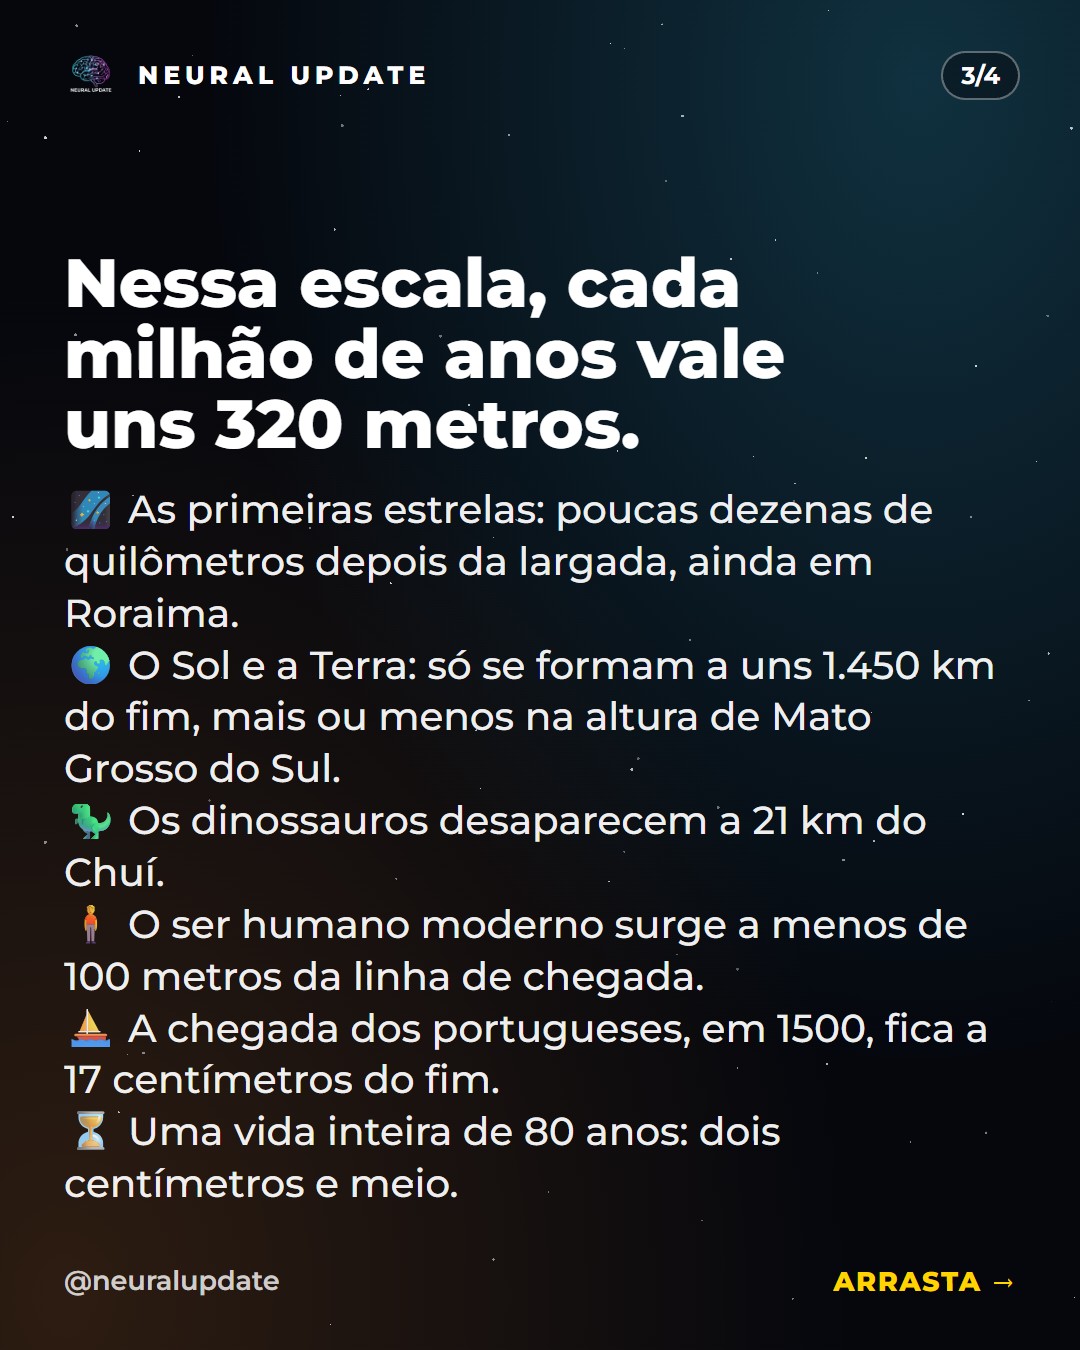 NEURAL UPDATE
NEURAL UPDATE
3/4
Nessa escala, cada
milhão de anos vale
uns 320 metros.
🌌 As primeiras estrelas: poucas dezenas de
quilômetros depois da largada, ainda em
Roraima.
🌍 O Sol e a Terra: só se formam a uns 1.450 km
do fim, mais ou menos na altura de Mato
Grosso do Sul.
🦖 Os dinossauros desaparecem a 21 km do
Chuí.
🧍 O ser humano moderno surge a menos de
100 metros da linha de chegada.
⛵ A chegada dos portugueses, em 1500, fica a
17 centímetros do fim.
⏳ Uma vida inteira de 80 anos: dois
centímetros e meio.
@neuralupdate
ARRASTA →